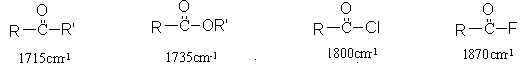 O O O O
R—C—R' R—C—OR' R—C—Cl R—C—F
1715cm-1 1735cm-1 1800cm-1 1870cm-1